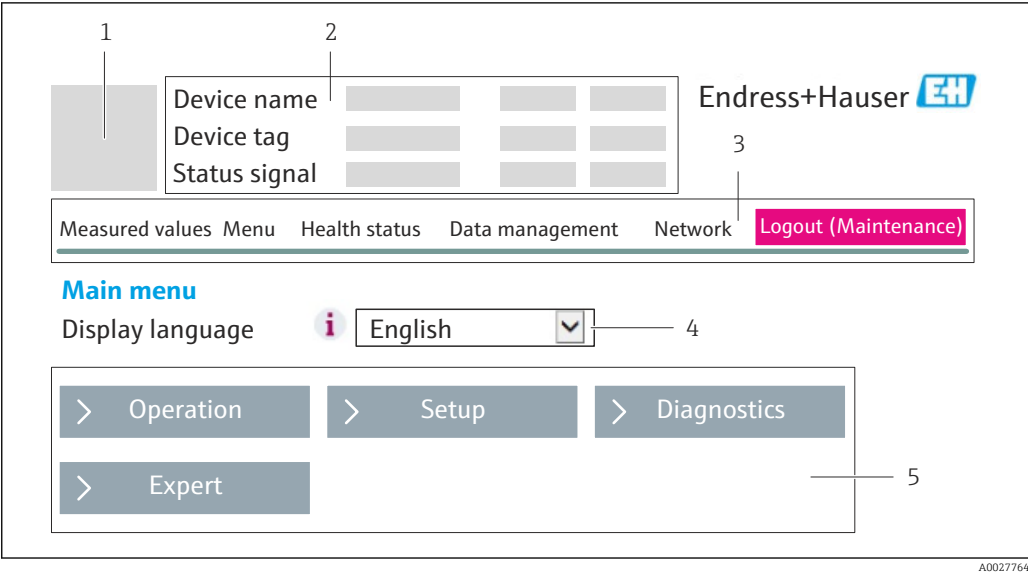 1
2
Device name
Endress+Hauser EH
Device tag
3
Status signal
Measured values Menu Health status Data management Network Logout (Maintenance)
Main menu
Display language i English
4
Operation Setup Diagnostics
Expert
5
A0027764